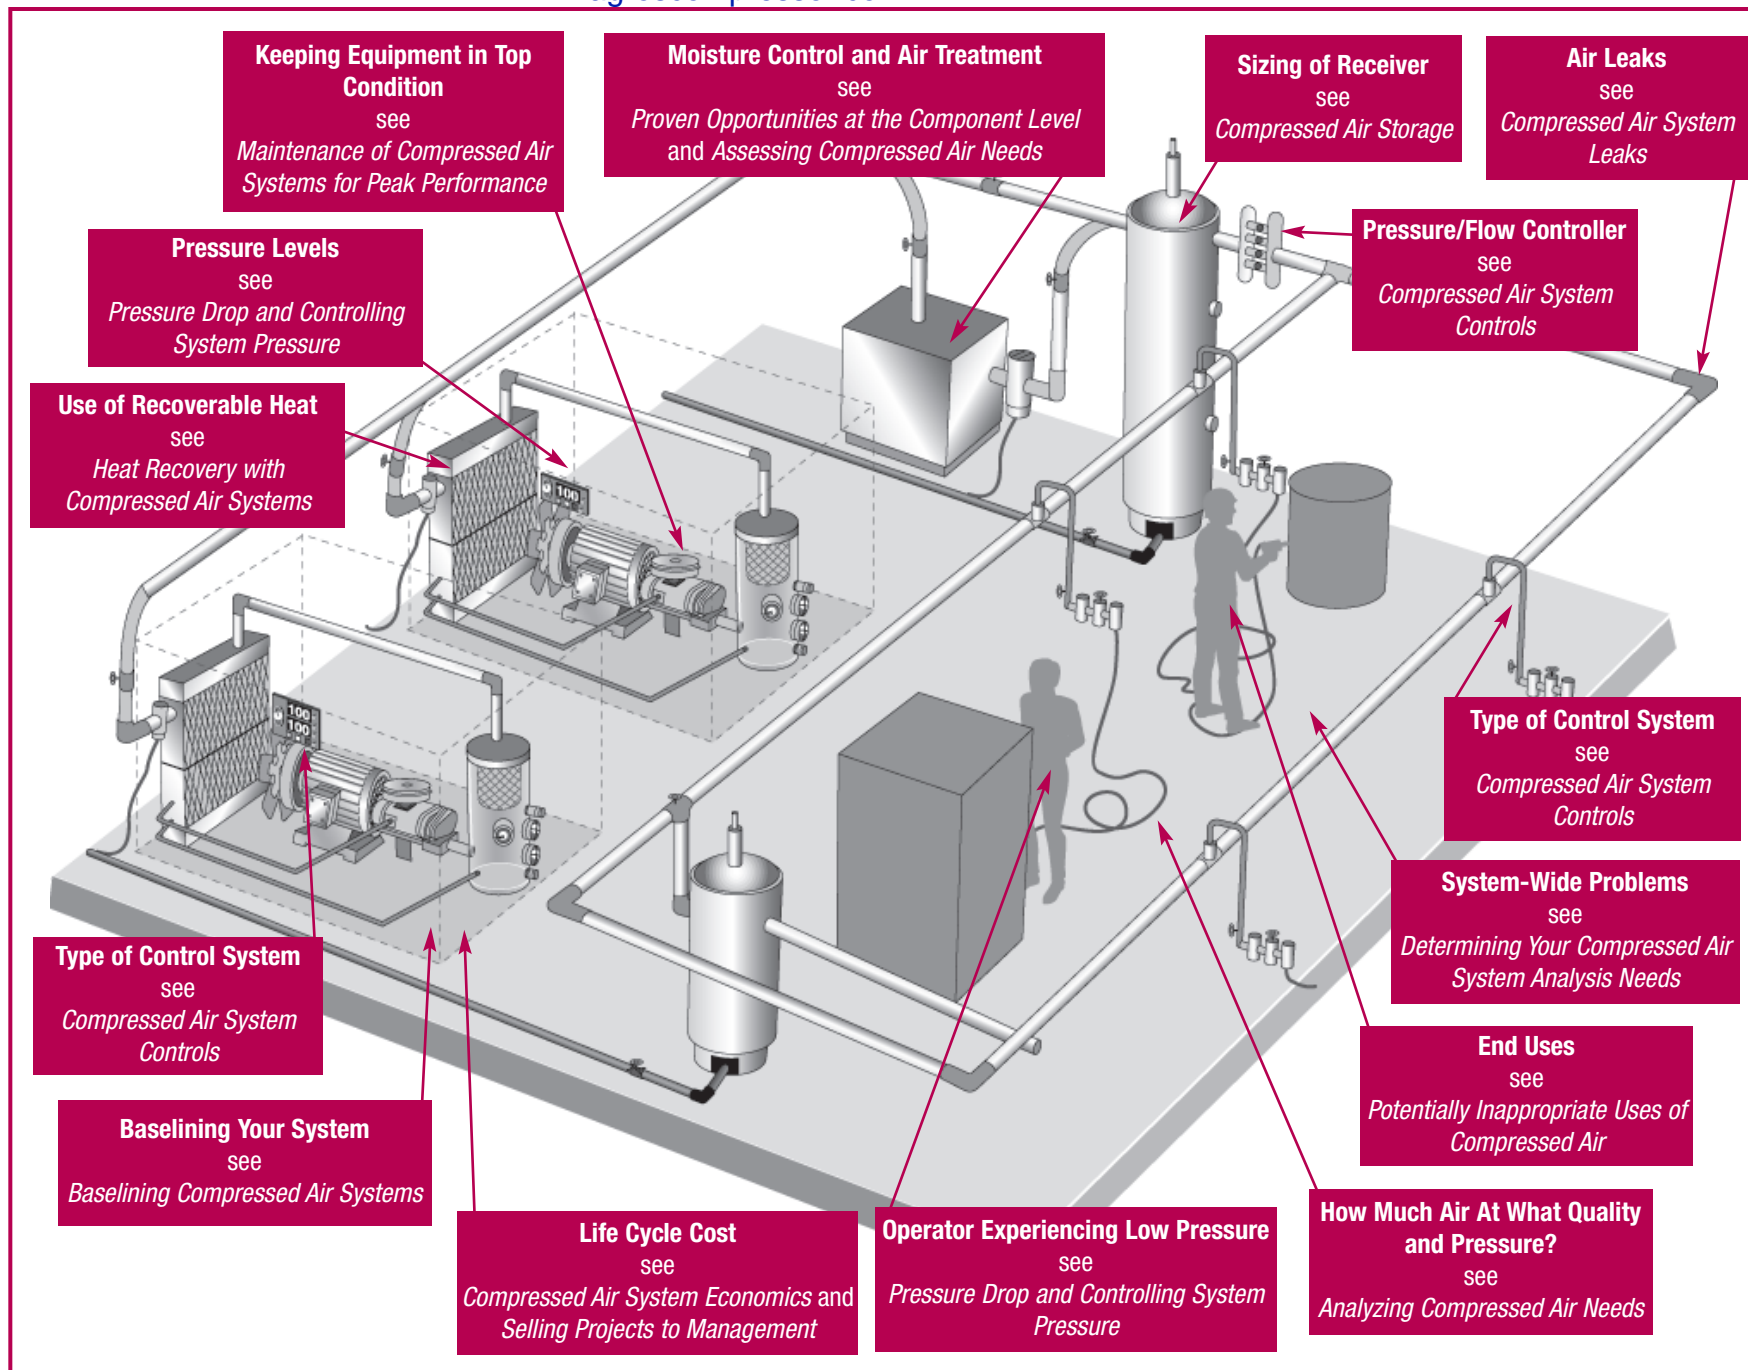 Keeping Equipment in Top
Condition
see
Maintenance of Compressed Air
Systems for Peak Performance
Moisture Control and Air Treatment
see
Proven Opportunities at the Component Level
and Assessing Compressed Air Needs
Sizing of Receiver
see
Compressed Air Storage
Air Leaks
see
Compressed Air System
Leaks
Pressure Levels
see
Pressure Drop and Controlling
System Pressure
Pressure/Flow Controller
see
Compressed Air System
Controls
Use of Recoverable Heat
see
Heat Recovery with
Compressed Air Systems
100
100
100
Type of Control System
see
Compressed Air System
Controls
System-Wide Problems
see
Determining Your Compressed Air
System Analysis Needs
Type of Control System
see
Compressed Air System
Controls
End Uses
see
Potentially Inappropriate Uses of
Compressed Air
Baselining Your System
see
Baselining Compressed Air Systems
Life Cycle Cost
see
Compressed Air System Economics and
Selling Projects to Management
Operator Experiencing Low Pressure
see
Pressure Drop and Controlling System
Pressure
How Much Air At What Quality
and Pressure?
see
Analyzing Compressed Air Needs